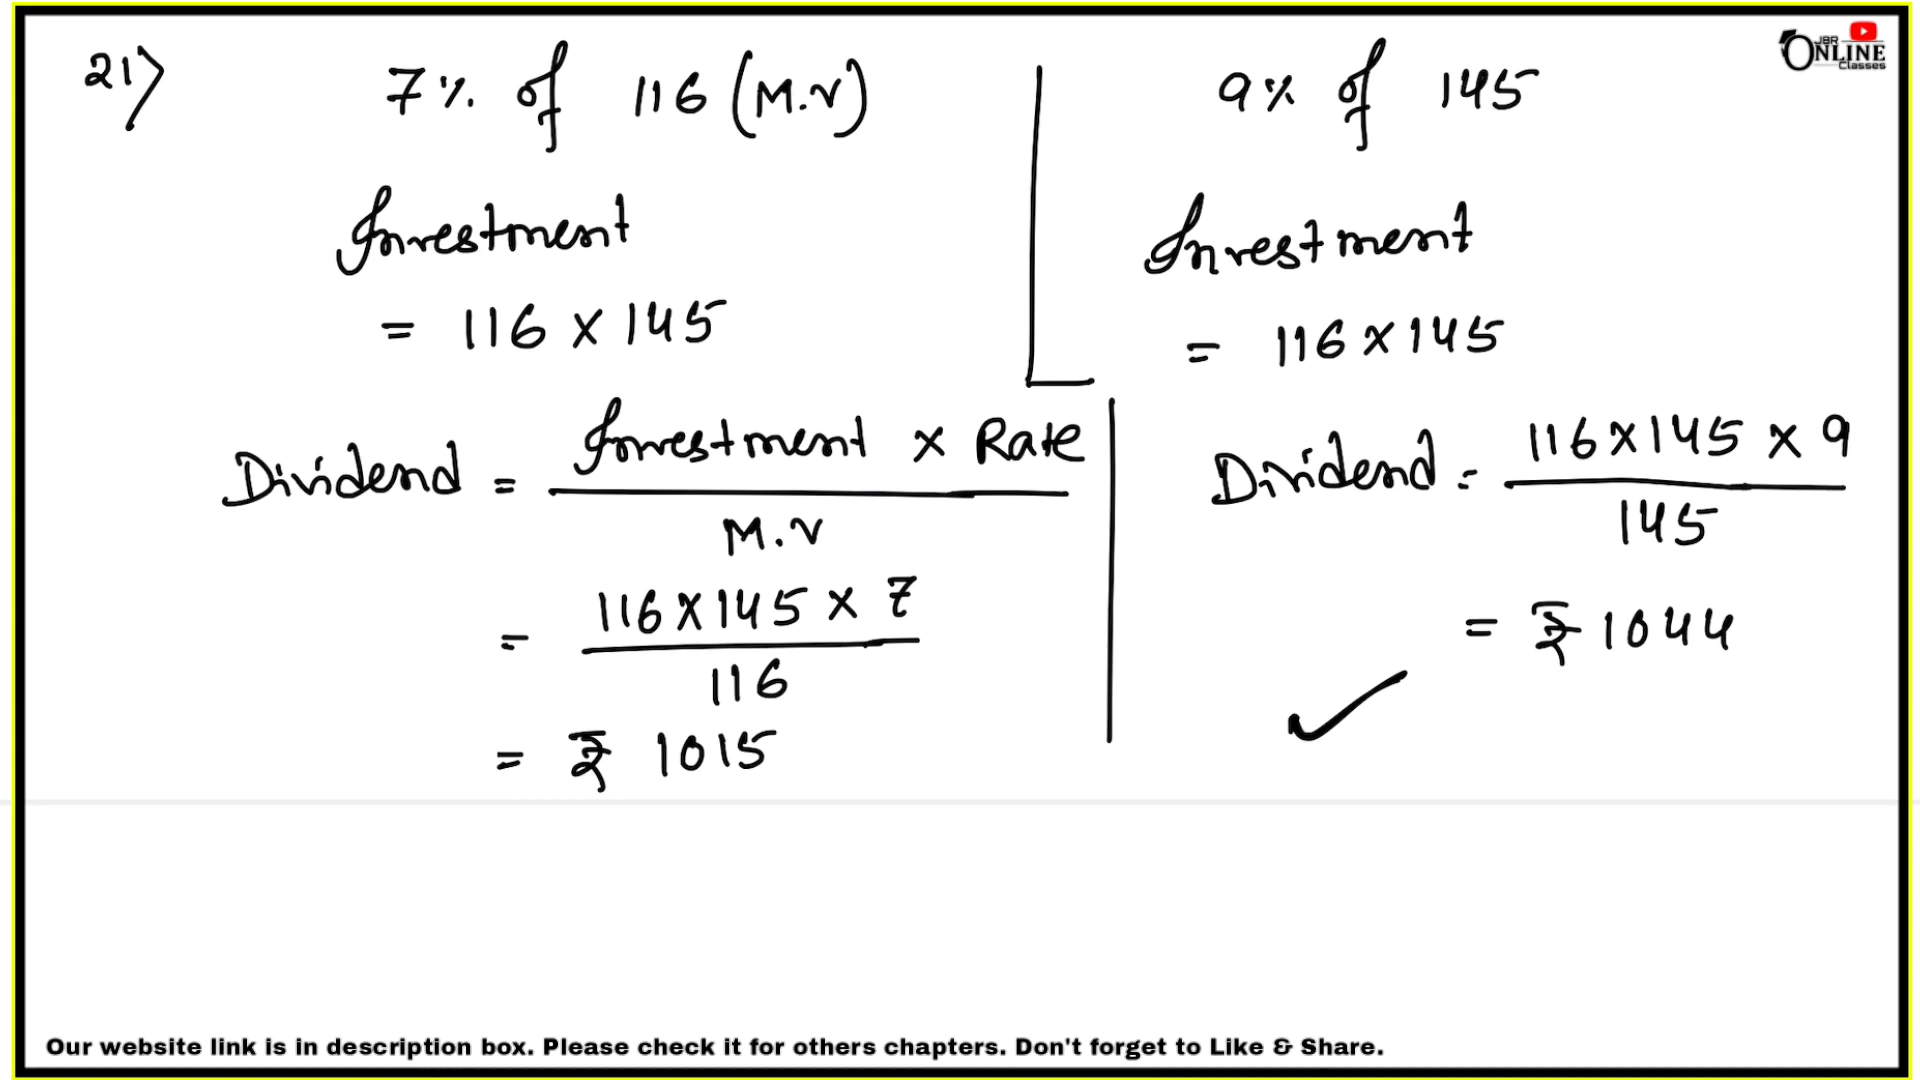 21)
7% of 116 (M.V)
Investment
= 116 x 145
Dividend = Investment x Rate / M.V
= 116 x 145 x 7 / 116
= ₹ 1015
9% of 145
Investment
= 116 x 145
Dividend = 116 x 145 x 9 / 145
= ₹ 1044
✓
JBR
ONLINE
Classes
Our website link is in description box. Please check it for others chapters. Don't forget to Like & Share.